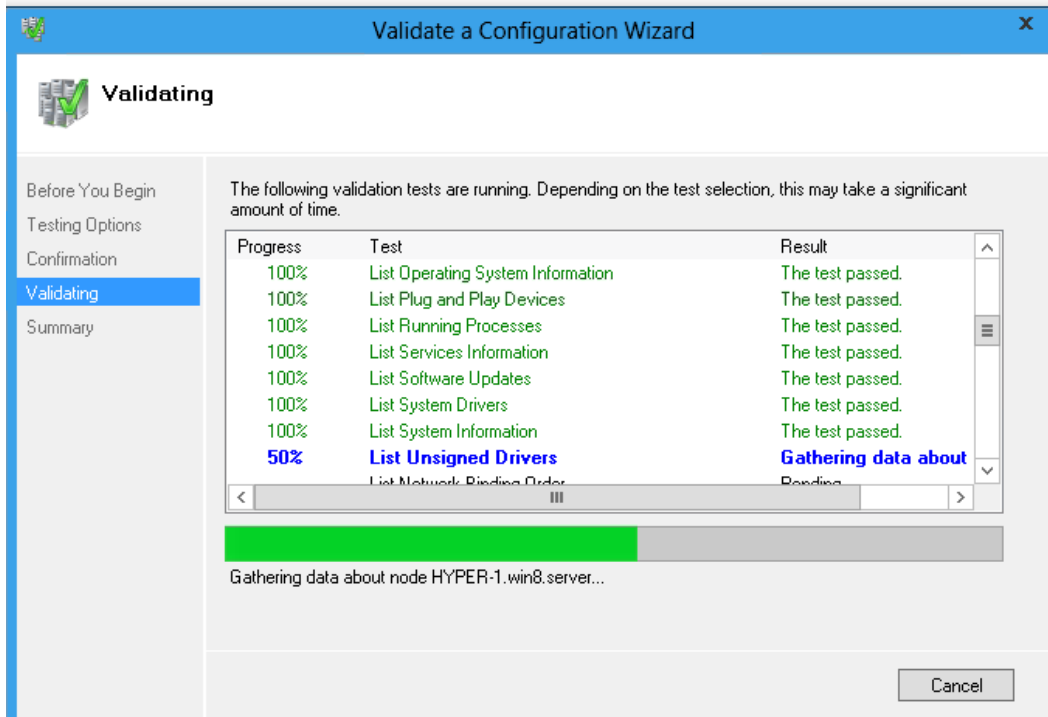 Validate a Configuration Wizard
x
Validating
Before You Begin
Testing Options
Confirmation
Validating
Summary
The following validation tests are running. Depending on the test selection, this may take a significant
amount of time.
Progress Test Result
100% List Operating System Information The test passed.
100% List Plug and Play Devices The test passed.
100% List Running Processes The test passed.
100% List Services Information The test passed.
100% List Software Updates The test passed.
100% List System Drivers The test passed.
100% List System Information The test passed.
50% List Unsigned Drivers Gathering data about
List Network Binding Order Pending
Gathering data about node HYPER-1.win8.server...
Cancel